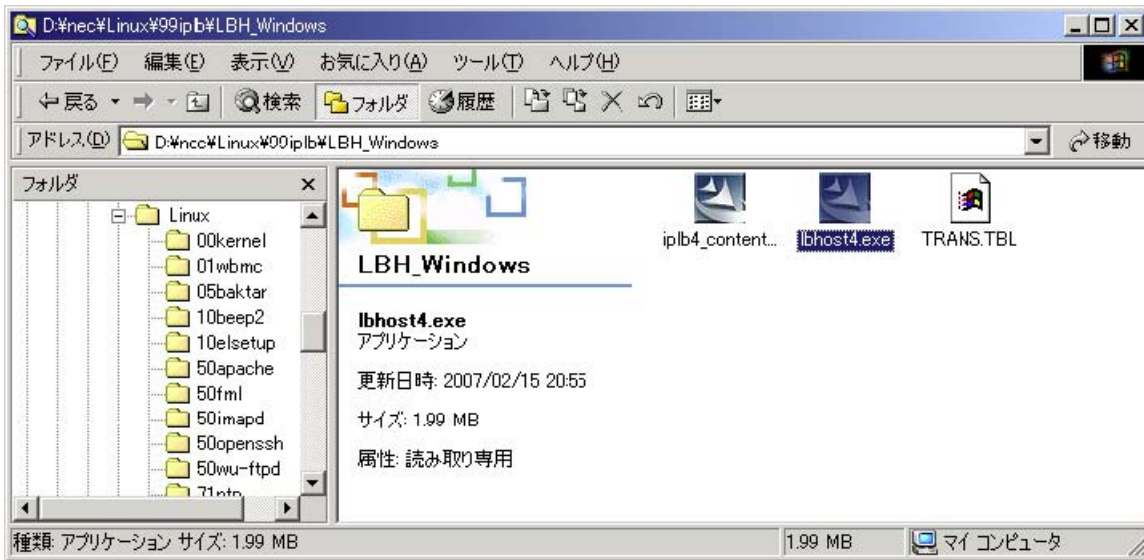 D:¥nec¥Linux¥99iplb¥LBH_Windows
ファイル(F) 編集(E) 表示(V) お気に入り(A) ツール(T) ヘルプ(H)
戻る 検索 フォルダ 履歴
アドレス(D) D:¥nec¥Linux¥99iplb¥LBH_Windows 移動
フォルダ
Linux
00kernel
01wbmc
05baktar
10beep2
10elsetup
50apache
50fml
50imapd
50openssh
50wu-ftpd
71ntp
LBH_Windows
lbhost4.exe
アプリケーション
更新日時: 2007/02/15 20:55
サイズ: 1.99 MB
属性: 読み取り専用
iplb4_content... lbhost4.exe TRANS.TBL
種類: アプリケーション サイズ: 1.99 MB 1.99 MB マイ コンピュータ